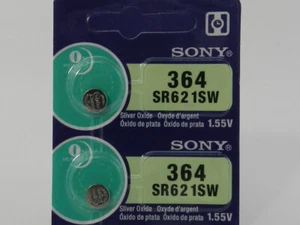 SONY
364
SR621SW
Silver Oxide Oxyde d'argent
Óxido de plata Óxido de prata 1.55V
SONY
364
SR621SW
Silver Oxide Oxyde d'argent
Óxido de plata Óxido de prata 1.55V